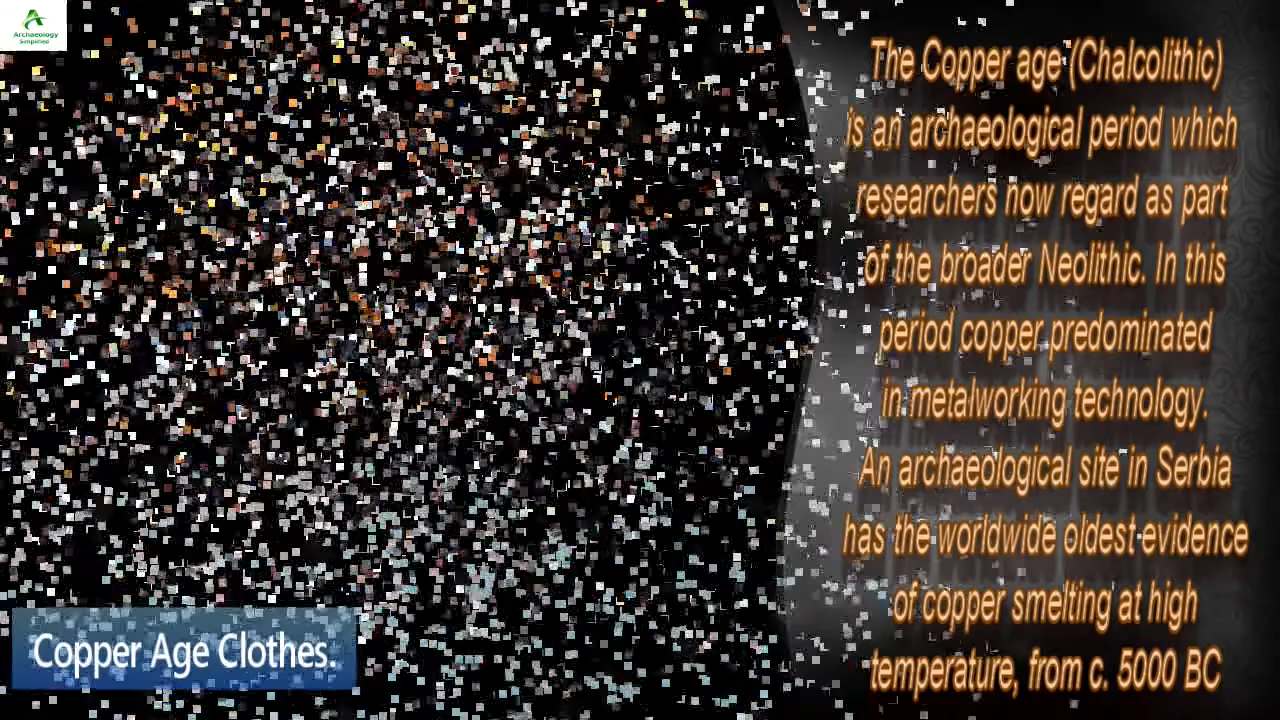 Archaeology
Simplified
The Copper age (Chalcolithic)
is an archaeological period which
researchers now regard as part
of the broader Neolithic. In this
period copper predominated
in metalworking technology.
An archaeological site in Serbia
has the worldwide oldest evidence
of copper smelting at high
temperature, from c. 5000 BC
Copper Age Clothes.